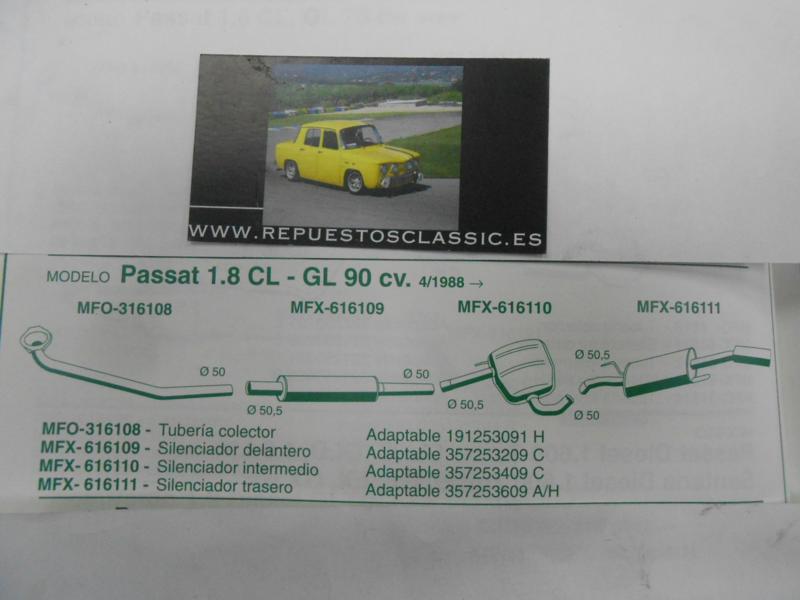 WWW.REPUESTOSCLASSIC.ES
MODELO Passat 1.8 CL - GL 90 cv. 4/1988 →
MFO-316108 MFX-616109 MFX-616110 MFX-616111
Ø 50 Ø 50 Ø 50,5
Ø 50,5 Ø 50,5 Ø 50
MFO-316108 - Tubería colector Adaptable 191253091 H
MFX-616109 - Silenciador delantero Adaptable 357253209 C
MFX-616110 - Silenciador intermedio Adaptable 357253409 C
MFX-616111 - Silenciador trasero Adaptable 357253609 A/H